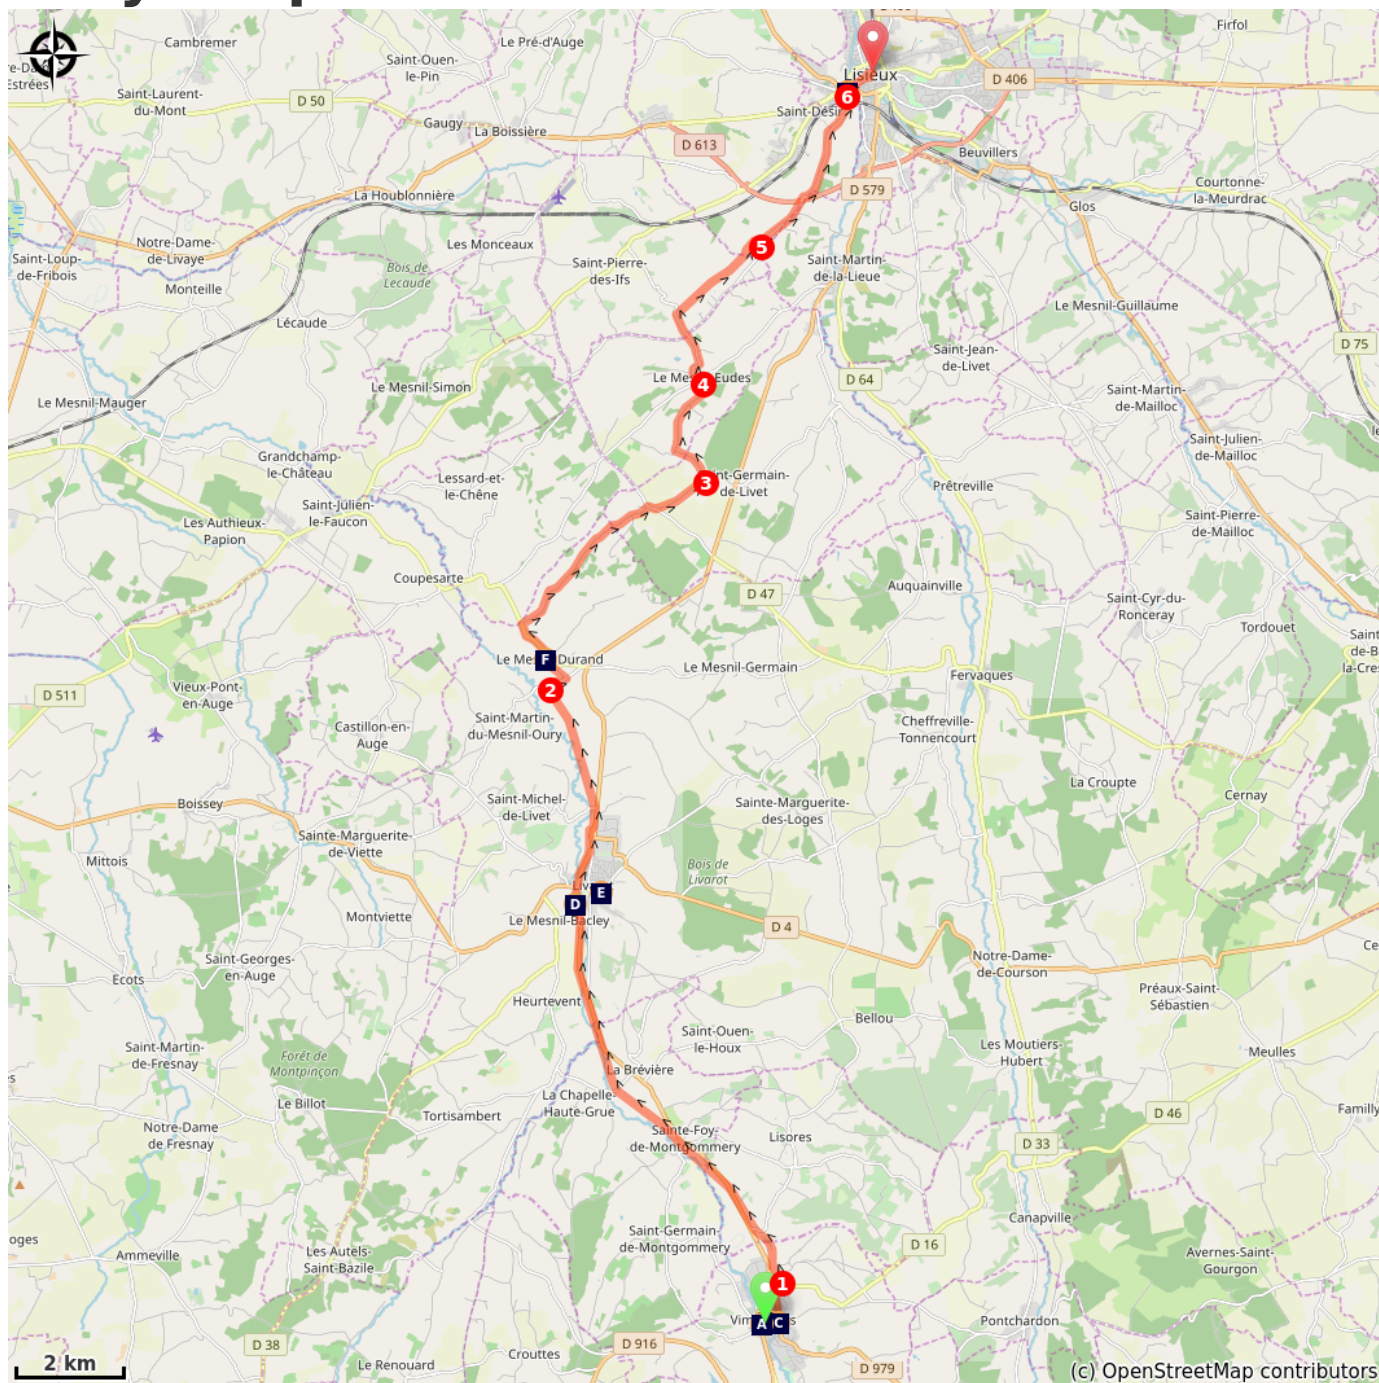 Cambremer
Le Pré-d'Auge
Firfol
Saint-Ouen-
le-Pin
Lisieux
D 406
Saint-Laurent-
du-Mont
D 50
6
Gaugy
La Boissière
D 613
Beuvillers
D 579
Courtonne-
la-Meurdrac
La Houblonnière
Glos
Notre-Dame-
de-Livaye
Les Monceaux
5
Saint-Loup-
de-Fribois
Bois de
Lecaude
Saint-Pierre-
des-Ifs
Saint-Martin-
de-la-Lieue
Monteille
Le Mesnil-Guillaume
Lécaude
D 75
Saint-Jean-
de-Livet
4
D 64
Le Mesnil-Simon
Le Mesnil-Mauger
Saint-Martin-
de-Mailloc
Saint-Julien-
de-Mailloc
Grandchamp-
le-Château
Lessard-et-
le-Chêne
3
de-Livet
Prêtreville
Saint-Julien-
le-Faucon
Les Authieux-
Papion
Saint-Pierre-
de-Mailloc
Coupesarte
D 47
Auquainville
Saint-Cyr-du-
Ronceray
Tordouet
F
Durand
Le Mesnil-Germain
Fervaques
2
D 511
Vieux-Pont-
en-Auge
Saint-Martin-
du-Mesnil-Oury
Castillon-en-
Auge
Cheffreville-
Tonnencourt
La Croupte
Cernay
Boissey
Saint-Michel-
de-Livet
Sainte-Marguerite-
des-Loges
Sainte-Marguerite-
de-Viette
Mittois
Bois de
Livarot
E
D
Le Mesnil-Bacley
Montviette
D 4
Saint-Georges-
en-Auge
Notre-Dame-
de-Courson
Ecots
Préaux-Saint-
Sébastien
Heurtevent
Bellou
Saint-Ouen-
le-Houx
Saint-Martin-
de-Fresnay
Forêt de
Montpinçon
Les Moutiers-
Hubert
Meulles
La Brévière
Le Billot
La Chapelle-
Haute-Grue
Tortisambert
D 46
Notre-Dame
de Fresnay
Sainte-Foy-
de-Montgommery
Lisores
D 33
Canapville
Saint-Germain-
de-Montgommery
D 16
Ammeville
Les Autels-
Saint-Bazile
Avernes-Saint-
Gourgon
1
A C
Pontchardon
D 38
D 916
Crouttes
Le Renouard
D 979
2 km
(c) OpenStreetMap contributors